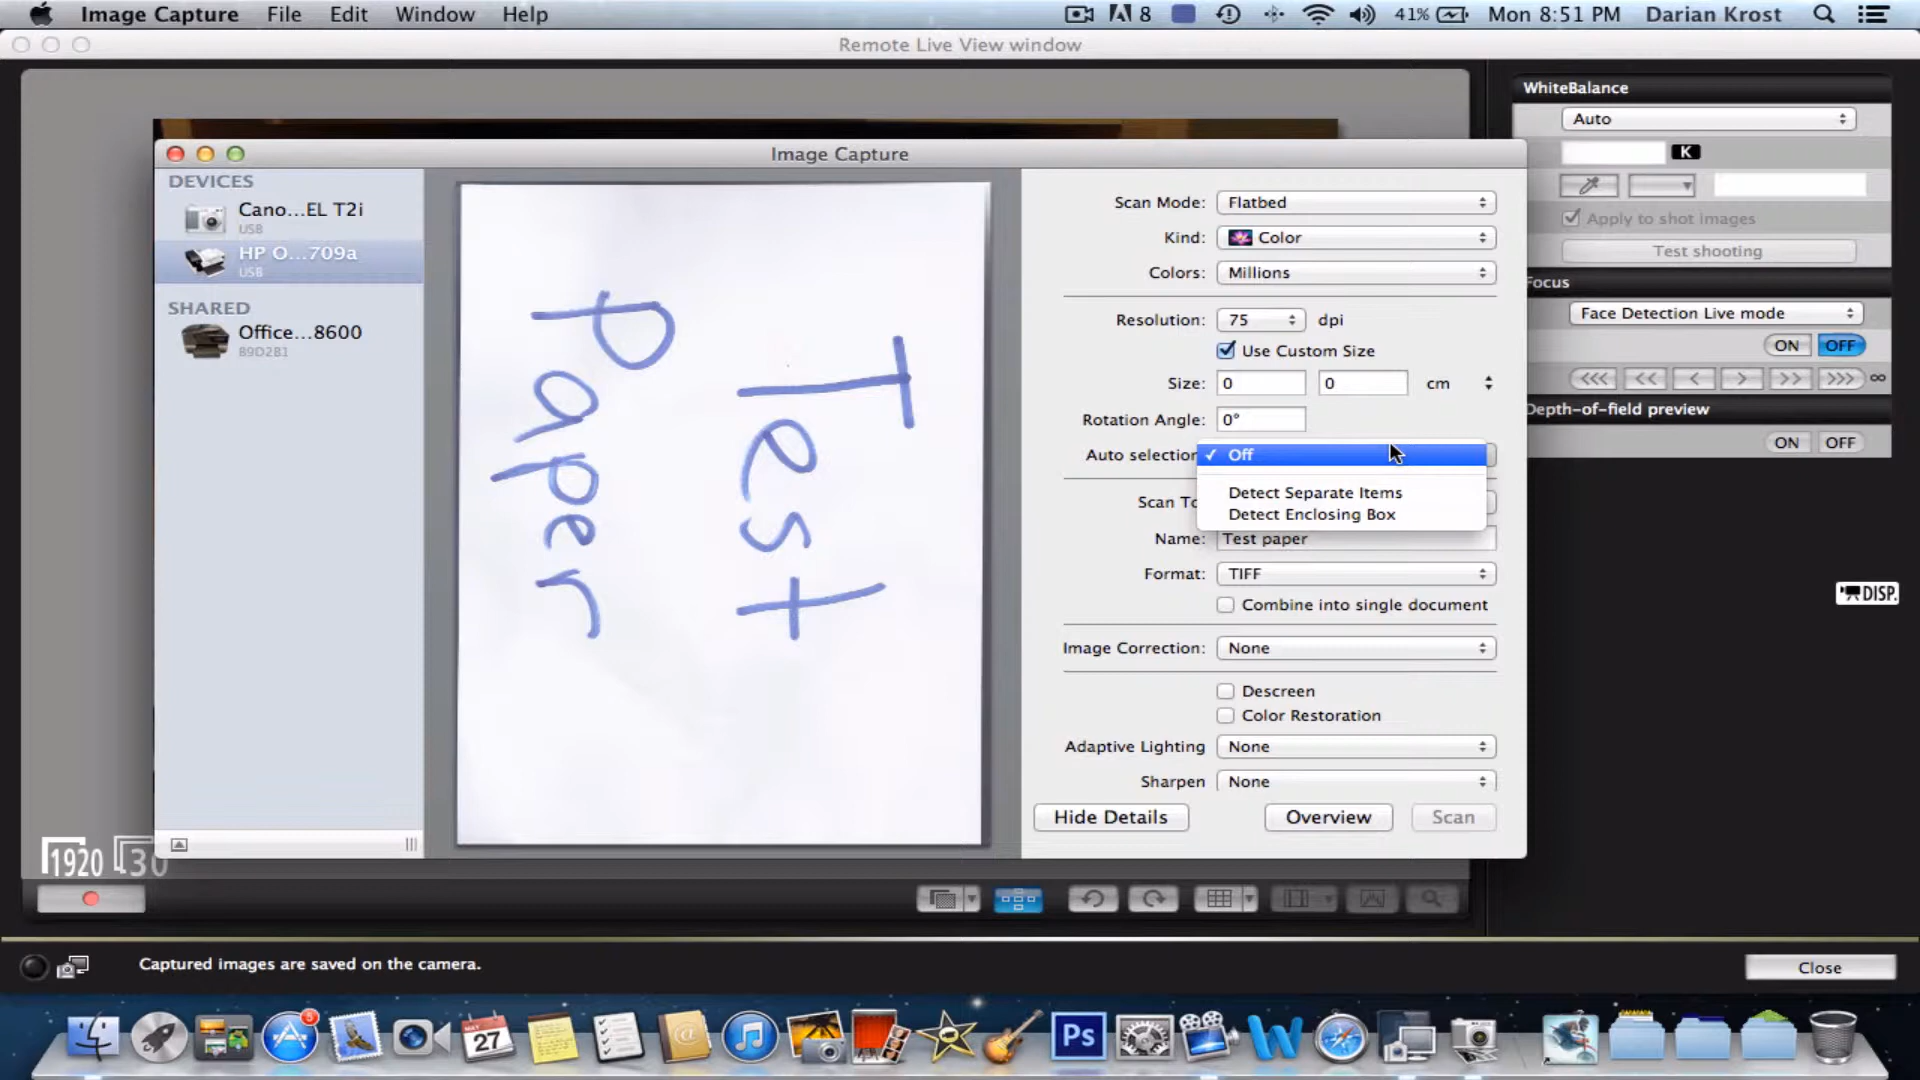 Image Capture File Edit Window Help 8 41% Mon 8:51 PM Darian Krost
Remote Live View window
Image Capture
DEVICES
Cano...EL T2i
USB
HP O...709a
USB
SHARED
Office...8600
89D2B1
Test
Paper
Scan Mode: Flatbed
Kind: Color
Colors: Millions
Resolution: 75 dpi
Use Custom Size
Size: 0 0 cm
Rotation Angle: 0°
Auto selection ✓ Off
Detect Separate Items
Detect Enclosing Box
Scan To
Name: Test paper
Format: TIFF
Combine into single document
Image Correction: None
Descreen
Color Restoration
Adaptive Lighting None
Sharpen None
Hide Details Overview Scan
WhiteBalance
Auto
K
Apply to shot images
Test shooting
Focus
Face Detection Live mode
ON OFF
<<< << < > >> >>> ∞
Depth-of-field preview
ON OFF
DISP.
1920 30
Captured images are saved on the camera.
Close
5
MAY
27
Ps
W